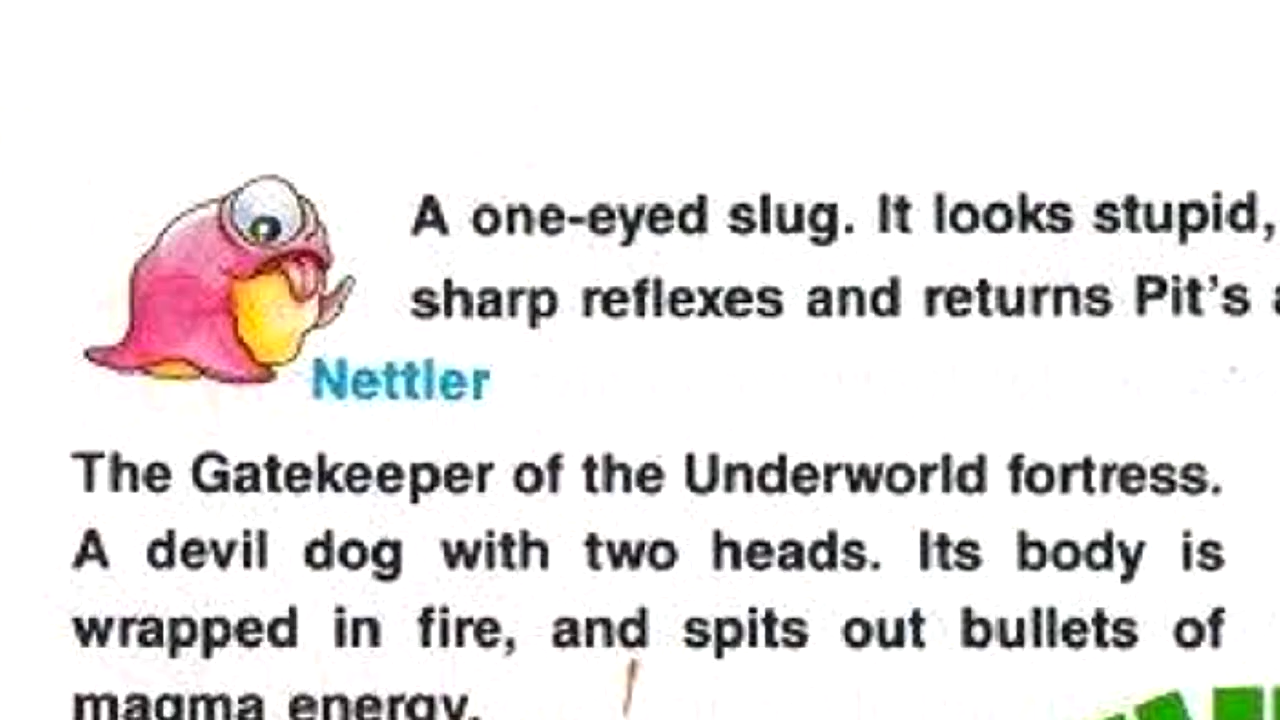 A one-eyed slug. It looks stupid,
sharp reflexes and returns Pit's
Nettler
The Gatekeeper of the Underworld fortress.
A devil dog with two heads. Its body is
wrapped in fire, and spits out bullets of
magma energy.